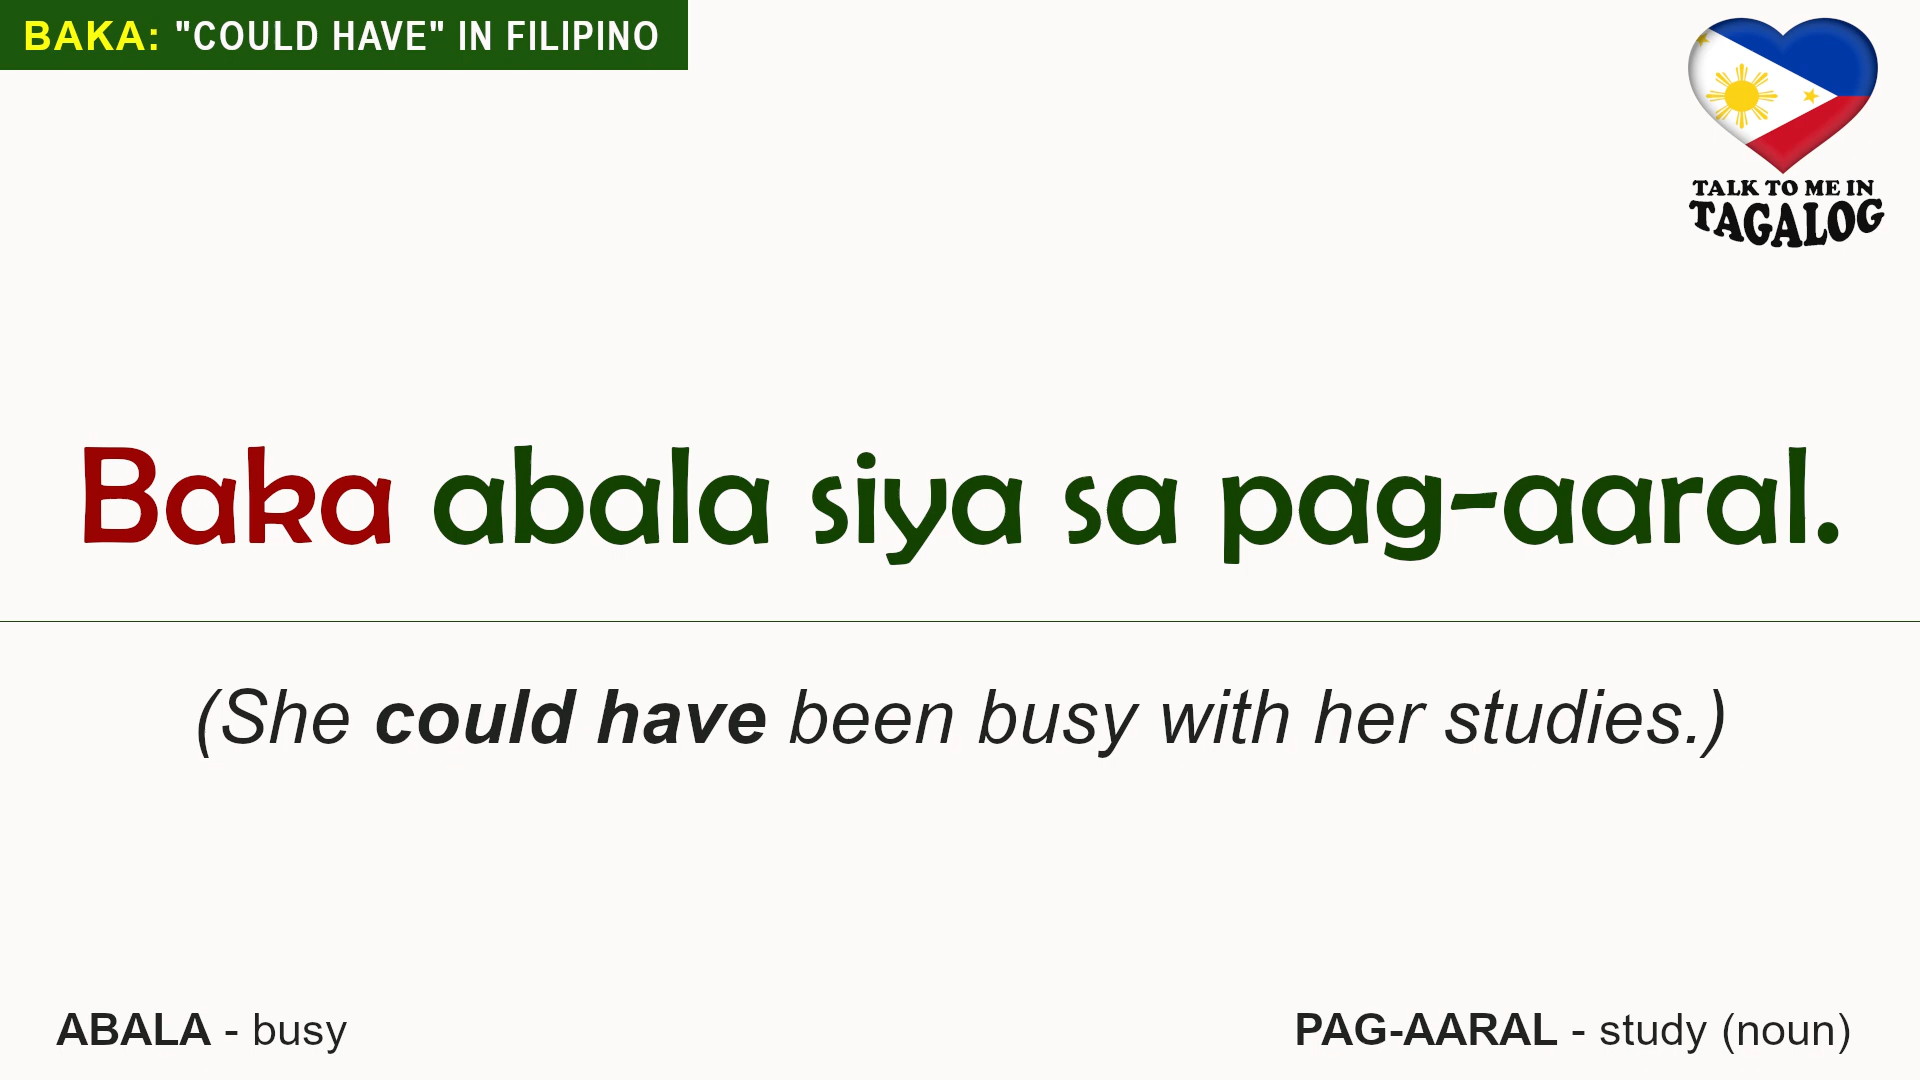 BAKA: "COULD HAVE" IN FILIPINO
TALK TO ME IN
TAGALOG
Baka abala siya sa pag-aaral.
(She could have been busy with her studies.)
ABALA - busy
PAG-AARAL - study (noun)